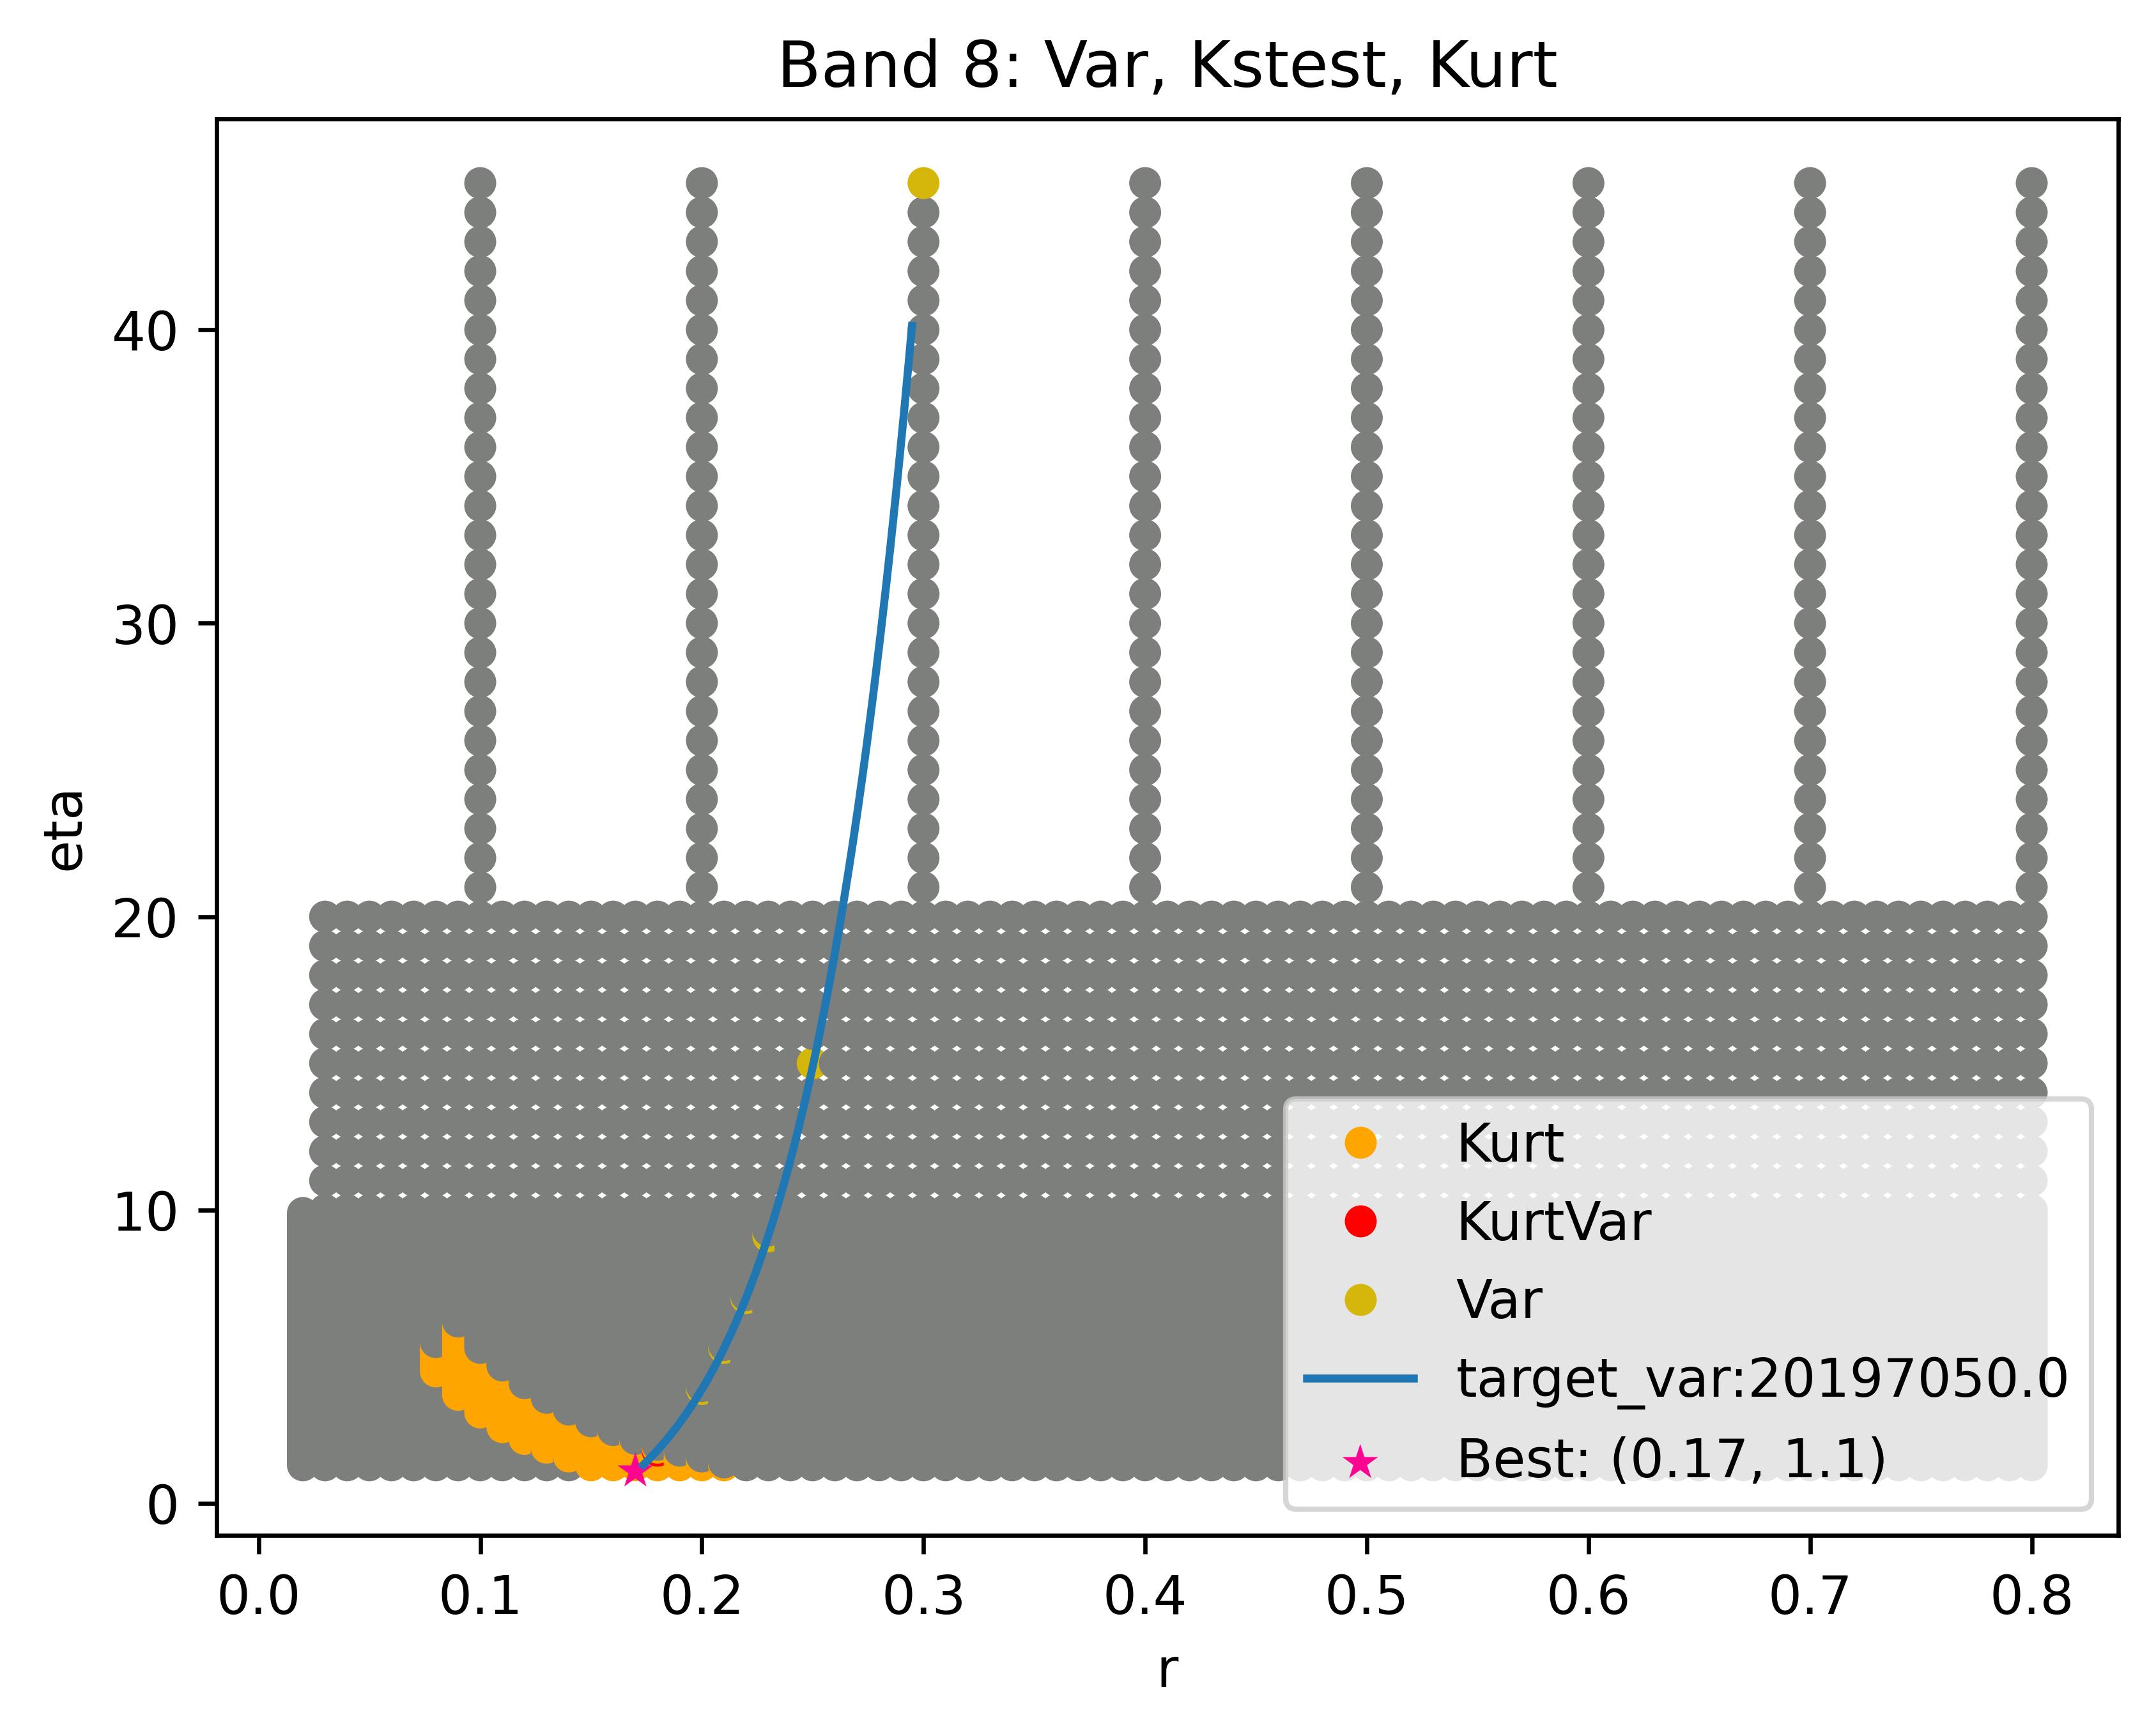 Band 8: Var, Kstest, Kurt
eta
40
30
20
10
0
Kurt
KurtVar
Var
target_var:20197050.0
Best: (0.17, 1.1)
0.0 0.1 0.2 0.3 0.4 0.5 0.6 0.7 0.8
r